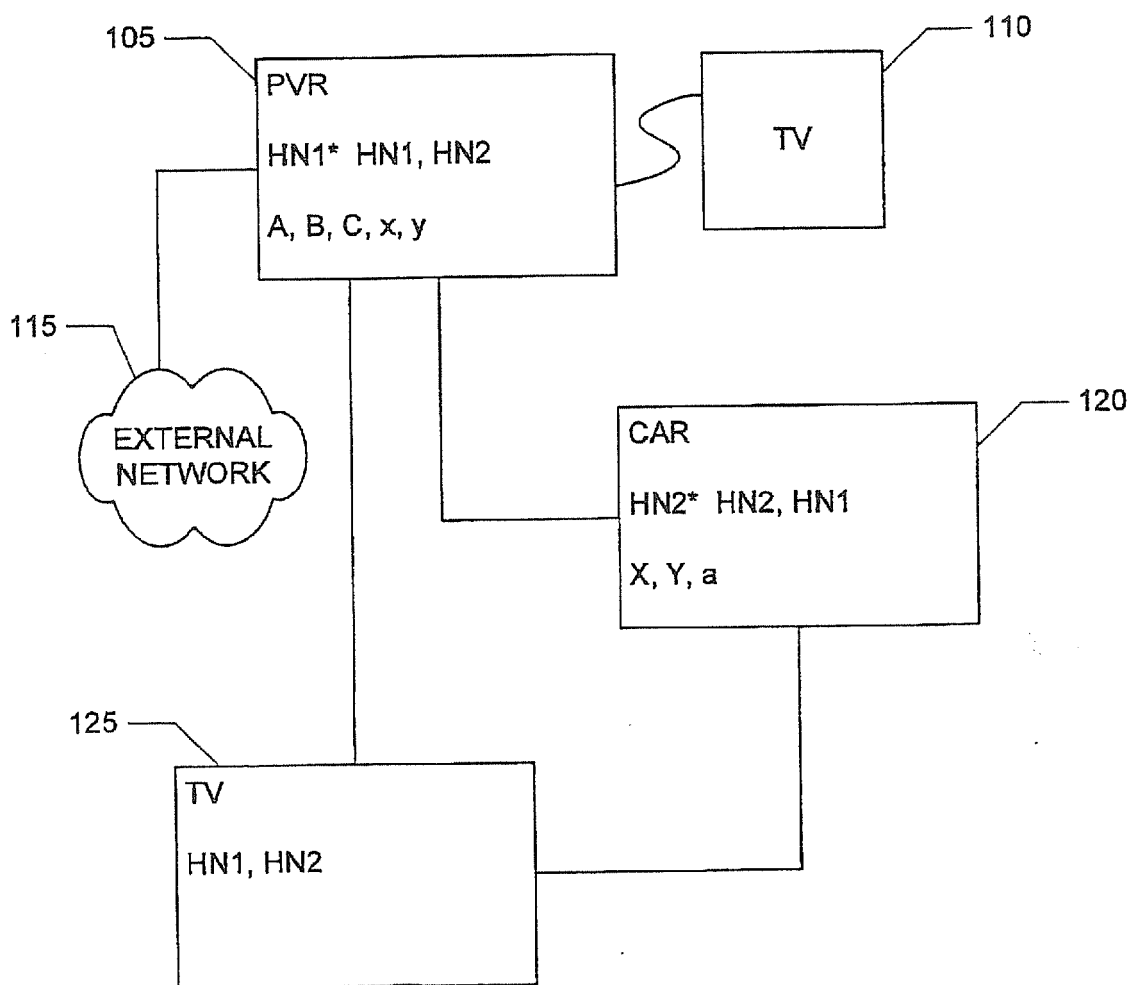 105
110
PVR
TV
HN1* HN1, HN2
A, B, C, x, y
115
120
EXTERNAL
NETWORK
CAR
HN2* HN2, HN1
X, Y, a
125
TV
HN1, HN2